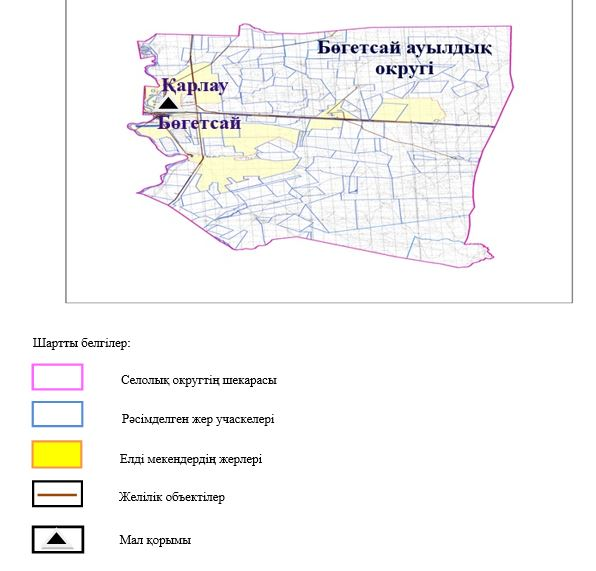 Бөгетсай ауылдық
округі
Қарлау
Бөгетсай
Шартты белгілер:
Селолық округтің шекарасы
Рәсімделген жер учаскелері
Елді мекендердің жерлері
Желілік объектілер
Мал қорымы